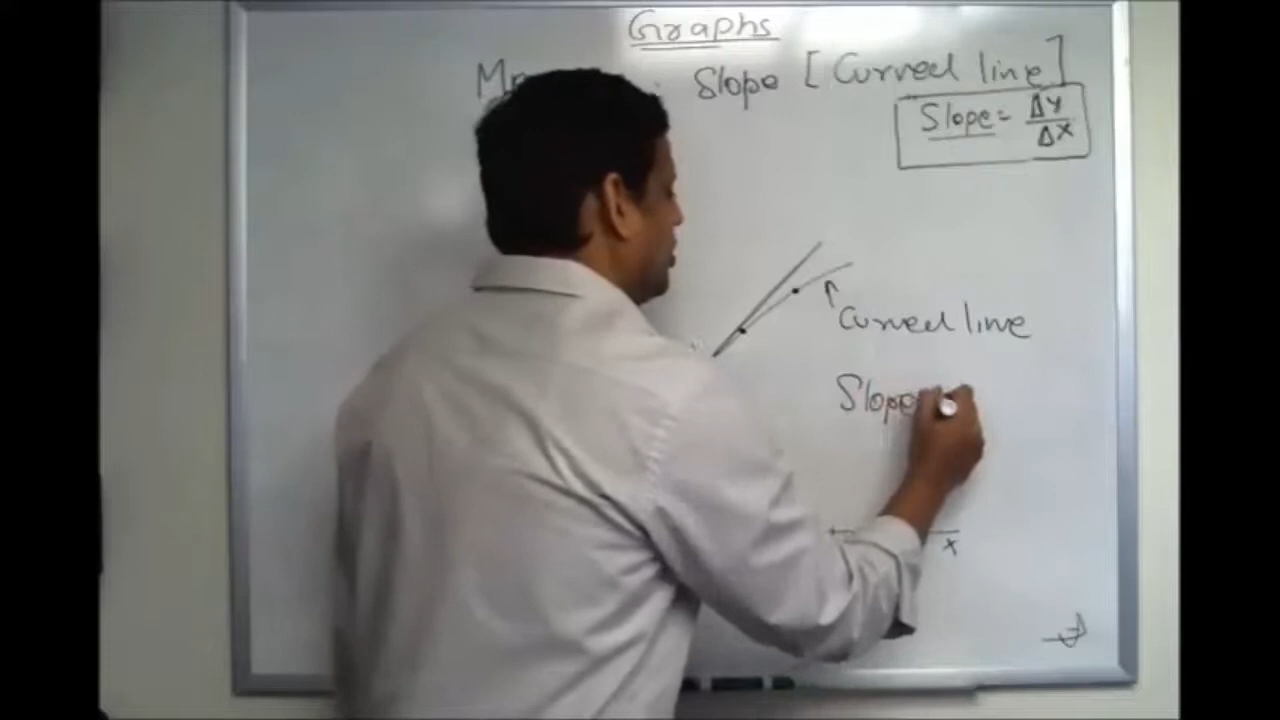 Graphs
Slope [Curved line]
Slope = ΔY
ΔX
Curved line
Slope
X